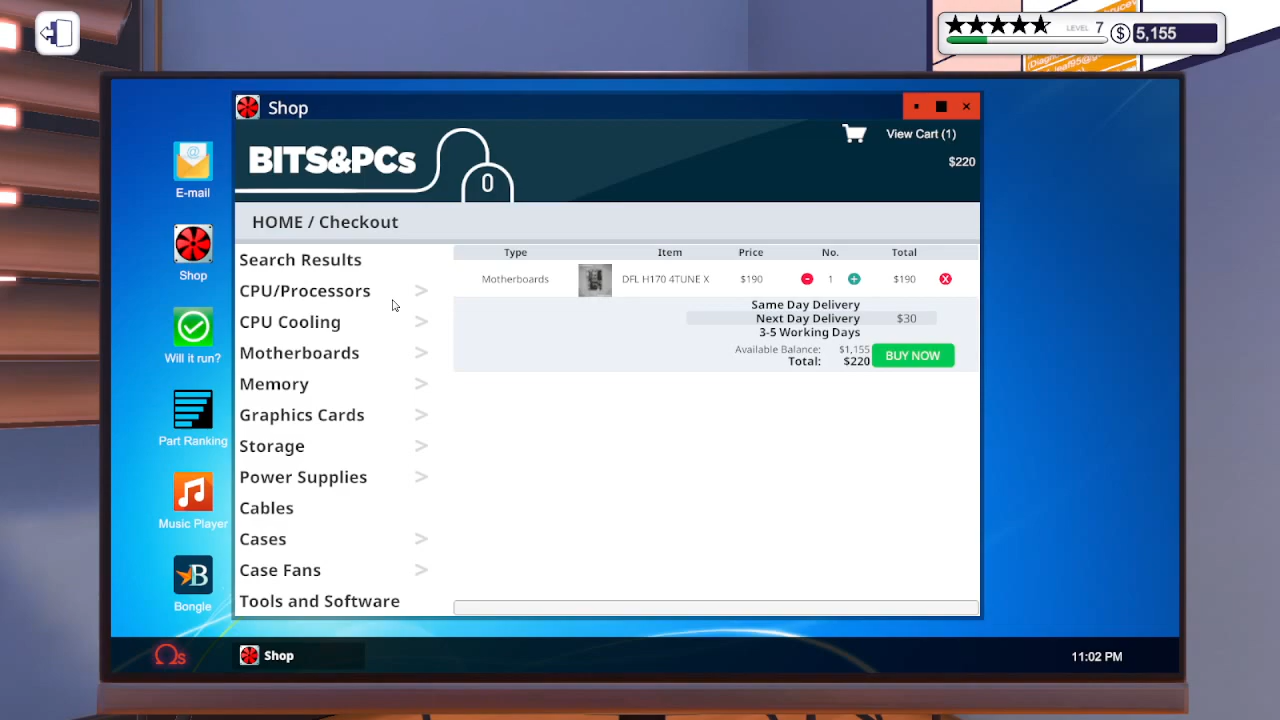 LEVEL 7 $ 5,155
(Diagnos
leaf95@g
Shop
BITS&PCs
0
View Cart (1)
$220
HOME / Checkout
E-mail
Shop
Will it run?
Part Ranking
Music Player
Bongle
Search Results
CPU/Processors >
CPU Cooling >
Motherboards >
Memory >
Graphics Cards >
Storage >
Power Supplies >
Cables
Cases >
Case Fans >
Tools and Software
Type Item Price No. Total
Motherboards DFL H170 4TUNE X $190 1 $190
Same Day Delivery
Next Day Delivery $30
3-5 Working Days
Available Balance: $1,155
Total: $220
BUY NOW
Ωs Shop 11:02 PM